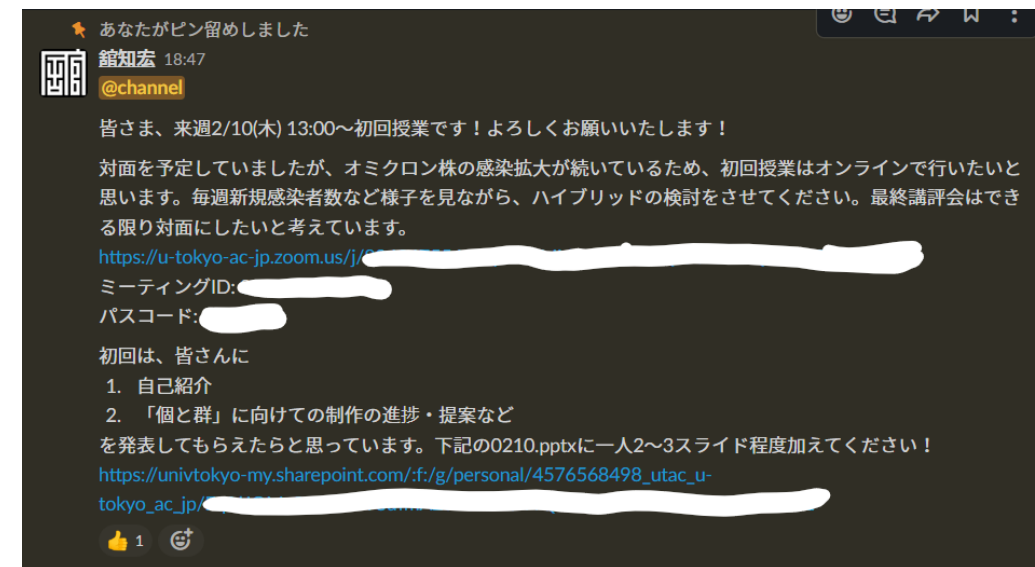 あなたがピン留めしました
舘知宏 18:47
@channel
皆さま、来週2/10(木) 13:00〜初回授業です！よろしくお願いいたします！
対面を予定していましたが、オミクロン株の感染拡大が続いているため、初回授業はオンラインで行いたいと
思います。毎週新規感染者数など様子を見ながら、ハイブリッドの検討をさせてください。最終講評会はでき
る限り対面にしたいと考えています。
https://u-tokyo-ac-jp.zoom.us/j/
ミーティングID:
パスコード:
初回は、皆さんに
1. 自己紹介
2. 「個と群」に向けての制作の進捗・提案など
を発表してもらえたらと思っています。下記の0210.pptxに一人2〜3スライド程度加えてください！
https://univtokyo-my.sharepoint.com/:f:/g/personal/4576568498_utac_u-
tokyo_ac_jp/
👍 1